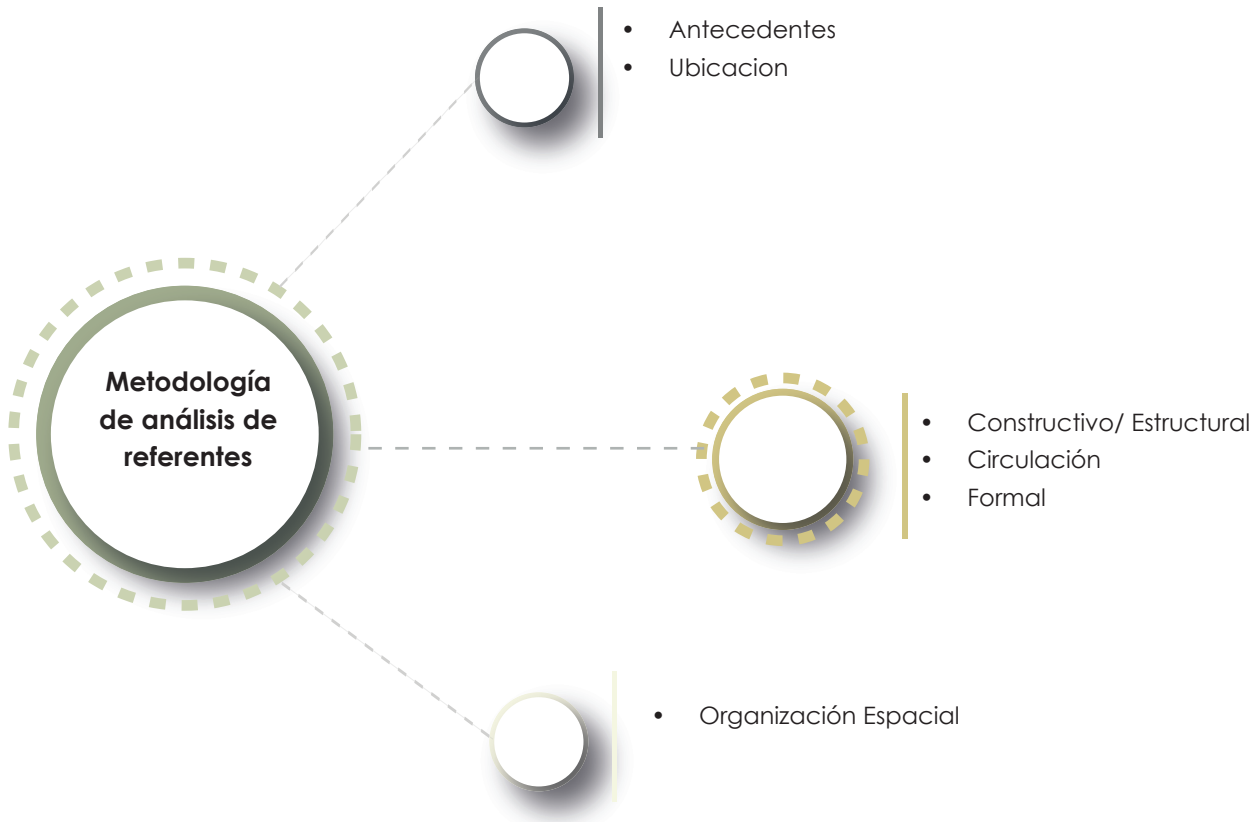 • Antecedentes
• Ubicacion
Metodología
de análisis de
referentes
• Constructivo/ Estructural
• Circulación
• Formal
• Organización Espacial